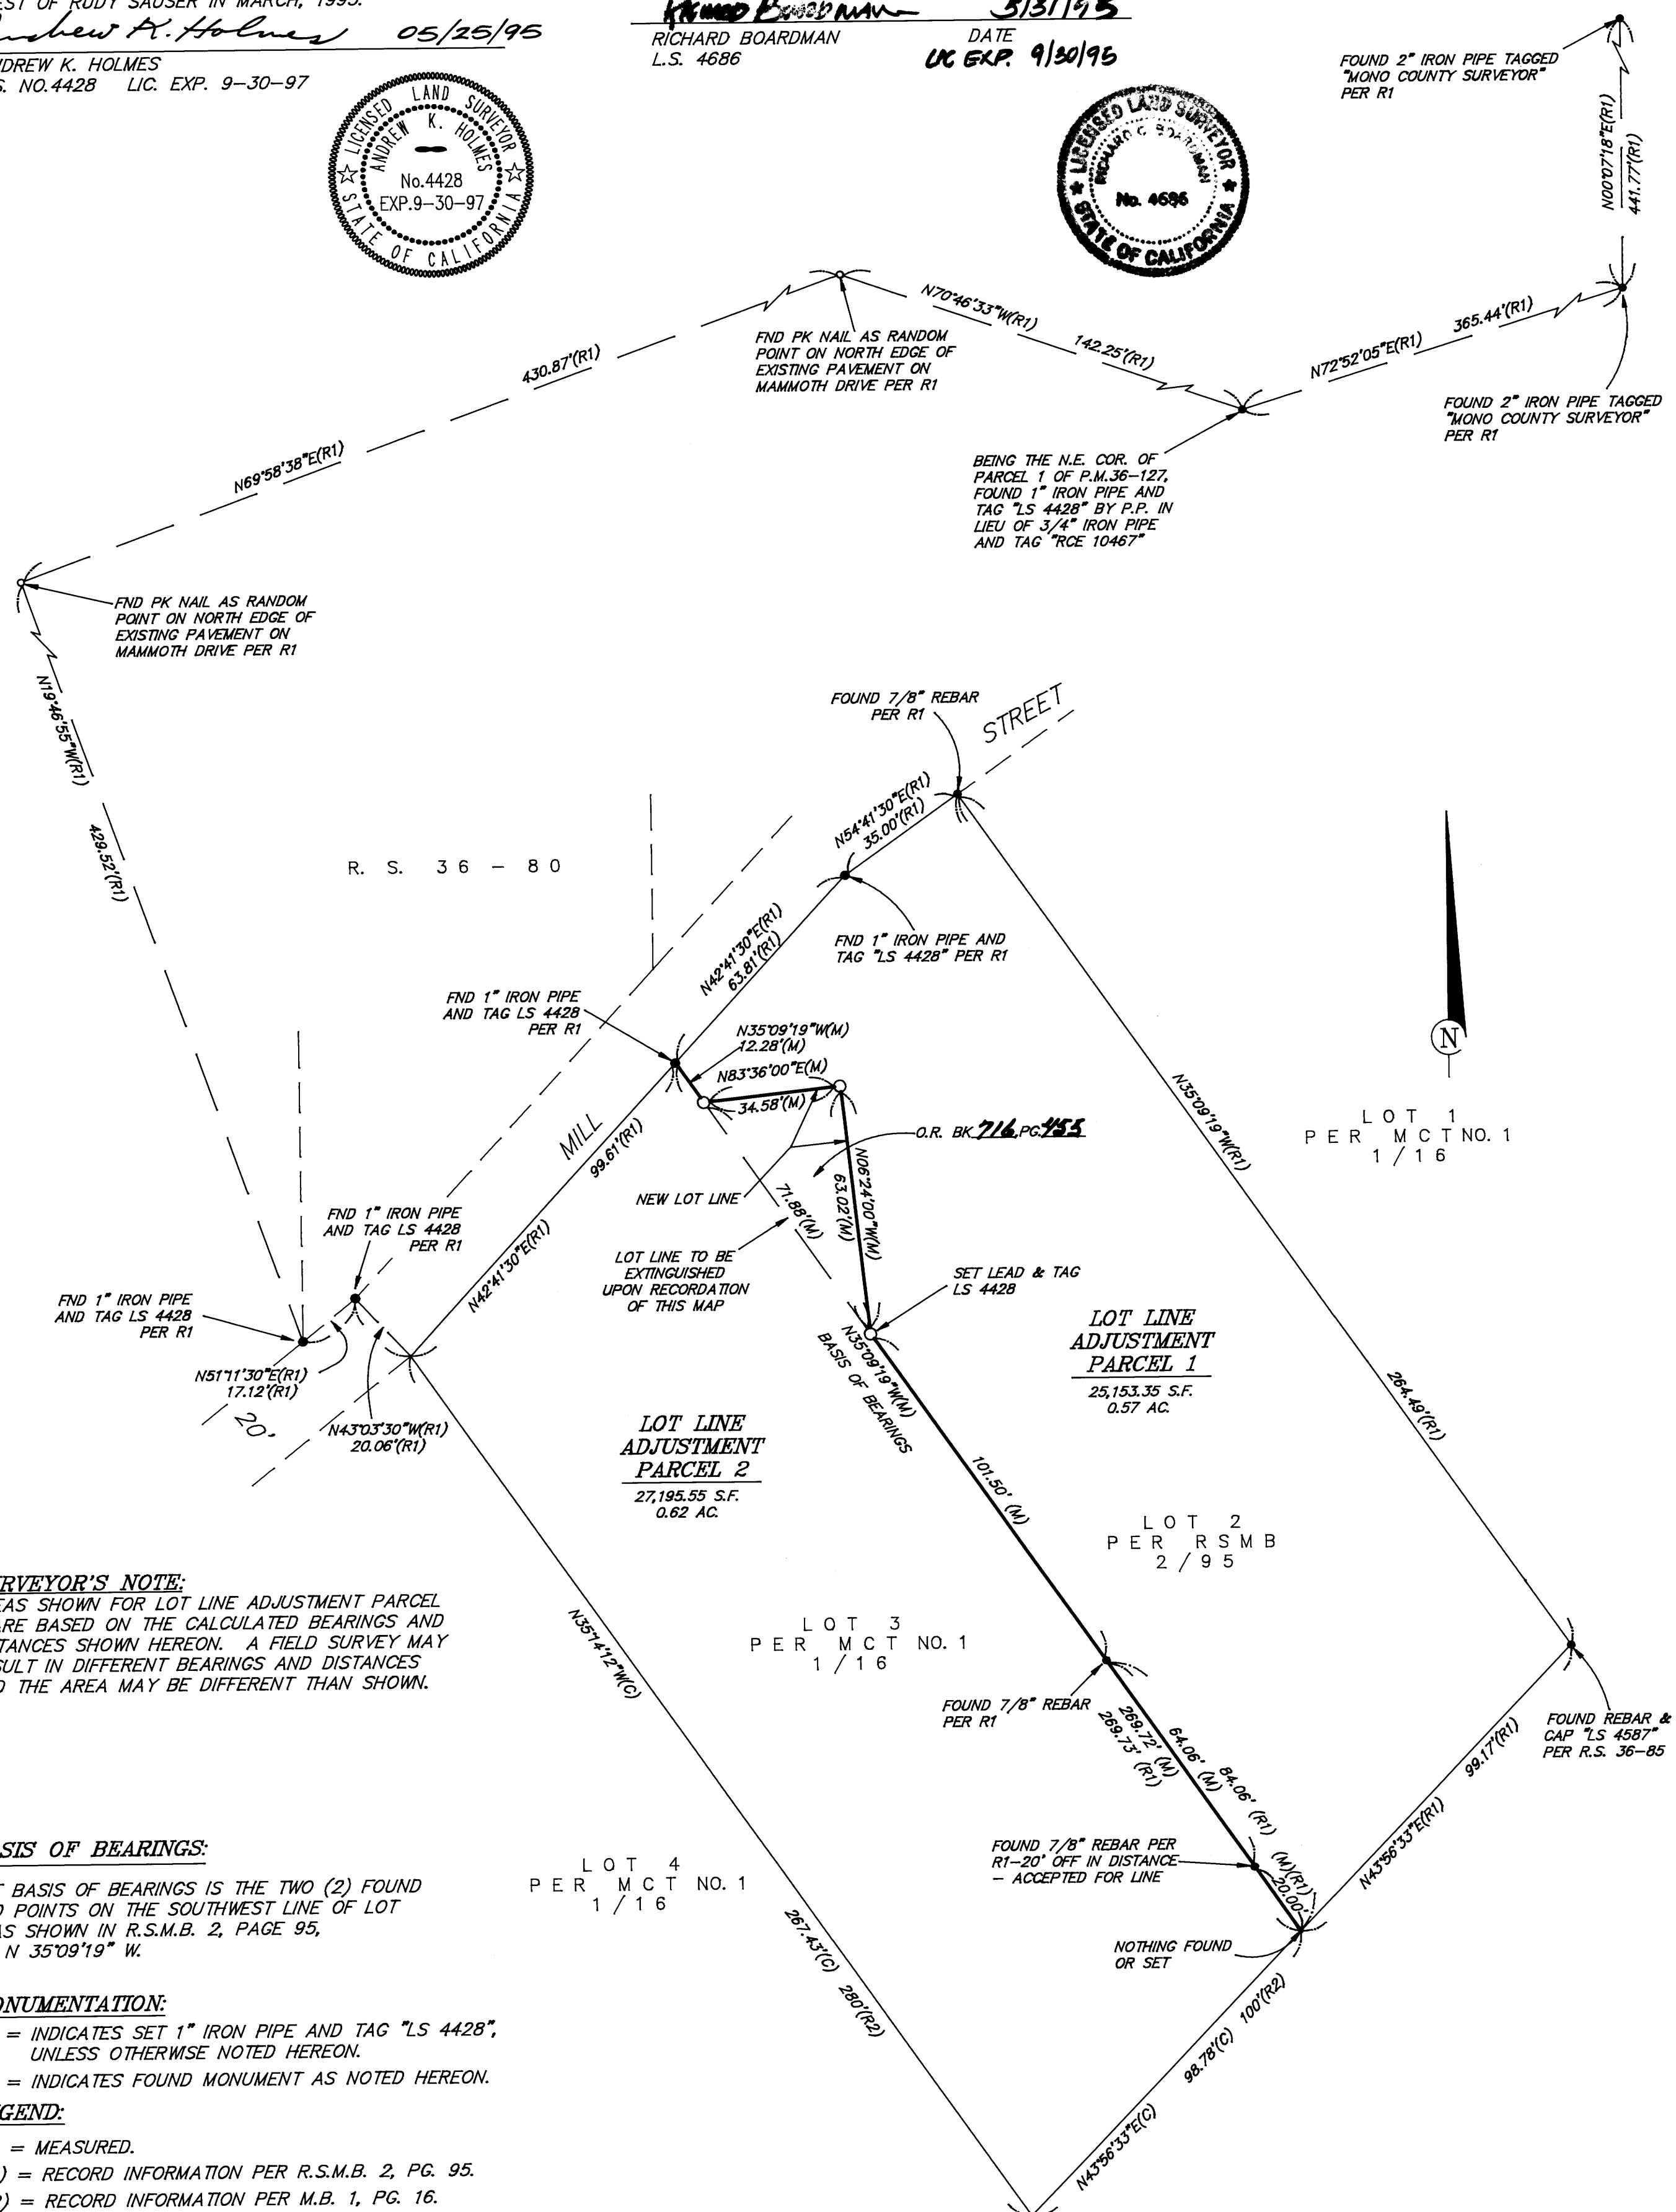 EST OF RUDY SAUSER IN MARCH, 1995.
Andrew K. Holmes 05/25/95
DREW K. HOLMES
S. NO.4428 LIC. EXP. 9-30-97
LICENSED LAND SURVEYOR
ANDREW K. HOLMES
No.4428
EXP.9-30-97
STATE OF CALIFORNIA
Richard Boardman 5/31/95
RICHARD BOARDMAN DATE
L.S. 4686
LIC EXP. 9/30/95
LICENSED LAND SURVEYOR
RICHARD C. BOARDMAN
No. 4686
STATE OF CALIFORNIA
FOUND 2" IRON PIPE TAGGED
"MONO COUNTY SURVEYOR"
PER R1
N00°07'18"E(R1)
441.77'(R1)
N70°46'33"W(R1)
142.25'(R1)
N72°52'05"E(R1)
365.44'(R1)
FOUND 2" IRON PIPE TAGGED
"MONO COUNTY SURVEYOR"
PER R1
FND PK NAIL AS RANDOM
POINT ON NORTH EDGE OF
EXISTING PAVEMENT ON
MAMMOTH DRIVE PER R1
430.87'(R1)
N69°58'38"E(R1)
BEING THE N.E. COR. OF
PARCEL 1 OF P.M.36-127,
FOUND 1" IRON PIPE AND
TAG "LS 4428" BY P.P. IN
LIEU OF 3/4" IRON PIPE
AND TAG "RCE 10467"
FND PK NAIL AS RANDOM
POINT ON NORTH EDGE OF
EXISTING PAVEMENT ON
MAMMOTH DRIVE PER R1
N19°46'55"W(R1)
429.52'(R1)
FOUND 7/8" REBAR
PER R1
STREET
N54°41'30"E(R1)
35.00'(R1)
R. S. 36 - 80
N42°41'30"E(R1)
63.81'(R1)
FND 1" IRON PIPE AND
TAG "LS 4428" PER R1
FND 1" IRON PIPE
AND TAG LS 4428
PER R1
N35°09'19"W(M)
12.28'(M)
N83°36'00"E(M)
34.58'(M)
N
N35°09'19"W(R1)
LOT 1
PER MCT NO. 1
1/16
O.R. BK.716,PG.455
MILL
99.61'(R1)
N42°41'30"E(R1)
NEW LOT LINE
71.88'(M)
N06°24'00"W(M)
63.02'(M)
FND 1" IRON PIPE
AND TAG LS 4428
PER R1
LOT LINE TO BE
EXTINGUISHED
UPON RECORDATION
OF THIS MAP
SET LEAD & TAG
LS 4428
FND 1" IRON PIPE
AND TAG LS 4428
PER R1
N51°11'30"E(R1)
17.12'(R1)
20'
N43°03'30"W(R1)
20.06'(R1)
N35°09'19"W(M)
BASIS OF BEARINGS
LOT LINE
ADJUSTMENT
PARCEL 1
25,153.35 S.F.
0.57 AC.
264.49'(R1)
LOT LINE
ADJUSTMENT
PARCEL 2
27,195.55 S.F.
0.62 AC.
101.50' (M)
LOT 2
PER RSMB
2/95
RVEYOR'S NOTE:
EAS SHOWN FOR LOT LINE ADJUSTMENT PARCEL
ARE BASED ON THE CALCULATED BEARINGS AND
TANCES SHOWN HEREON. A FIELD SURVEY MAY
SULT IN DIFFERENT BEARINGS AND DISTANCES
D THE AREA MAY BE DIFFERENT THAN SHOWN.
N35°14'12"W(C)
LOT 3
PER MCT NO. 1
1/16
FOUND 7/8" REBAR
PER R1
269.72' (M)
269.73' (R1)
64.06' (M)
84.06' (R1)
FOUND REBAR &
CAP "LS 4587"
PER R.S. 36-85
99.17'(R1)
N43°56'33"E(R1)
FOUND 7/8" REBAR PER
R1-20' OFF IN DISTANCE
- ACCEPTED FOR LINE
(M)(R1)
20.00'
NOTHING FOUND
OR SET
SIS OF BEARINGS:
T BASIS OF BEARINGS IS THE TWO (2) FOUND
D POINTS ON THE SOUTHWEST LINE OF LOT
AS SHOWN IN R.S.M.B. 2, PAGE 95,
N 35°09'19" W.
LOT 4
PER MCT NO. 1
1/16
267.43'(C) 280'(R2)
98.78'(C) 100'(R2)
N43°56'33"E(C)
ONUMENTATION:
= INDICATES SET 1" IRON PIPE AND TAG "LS 4428",
UNLESS OTHERWISE NOTED HEREON.
= INDICATES FOUND MONUMENT AS NOTED HEREON.
GEND:
= MEASURED.
) = RECORD INFORMATION PER R.S.M.B. 2, PG. 95.
2) = RECORD INFORMATION PER M.B. 1, PG. 16.